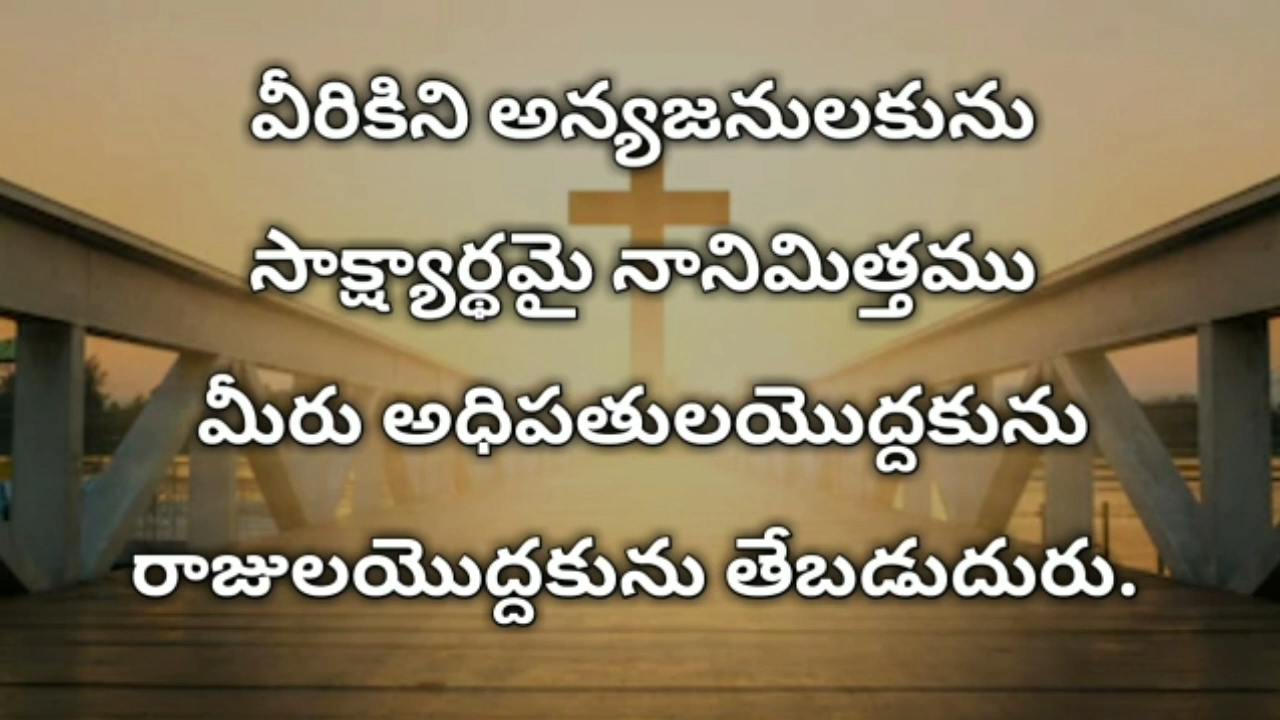 వీరికిని అన్యజనులకును
సాక్ష్యార్థమై నానిమిత్తము
మీరు అధిపతులయొద్దకును
రాజులయొద్దకును తేబడుదురు.